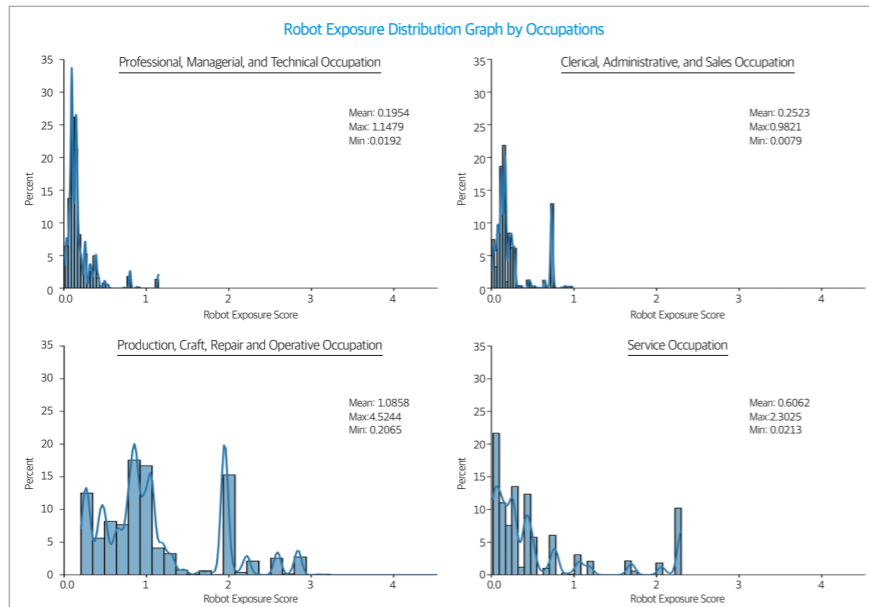 Robot Exposure Distribution Graph by Occupations
Professional, Managerial, and Technical Occupation
35
30
25
20
15
10
5
0
Percent
Mean: 0.1954
Max: 1.1479
Min :0.0192
0.0 1 2 3 4
Robot Exposure Score
Clerical, Administrative, and Sales Occupation
35
30
25
20
15
10
5
0
Percent
Mean: 0.2523
Max:0.9821
Min: 0.0079
0.0 1 2 3 4
Robot Exposure Score
Production, Craft, Repair and Operative Occupation
35
30
25
20
15
10
5
0
Percent
Mean: 1.0858
Max:4.5244
Min: 0.2065
0.0 1 2 3 4
Robot Exposure Score
Service Occupation
35
30
25
20
15
10
5
0
Percent
Mean: 0.6062
Max:2.3025
Min: 0.0213
0.0 1 2 3 4
Robot Exposure Score